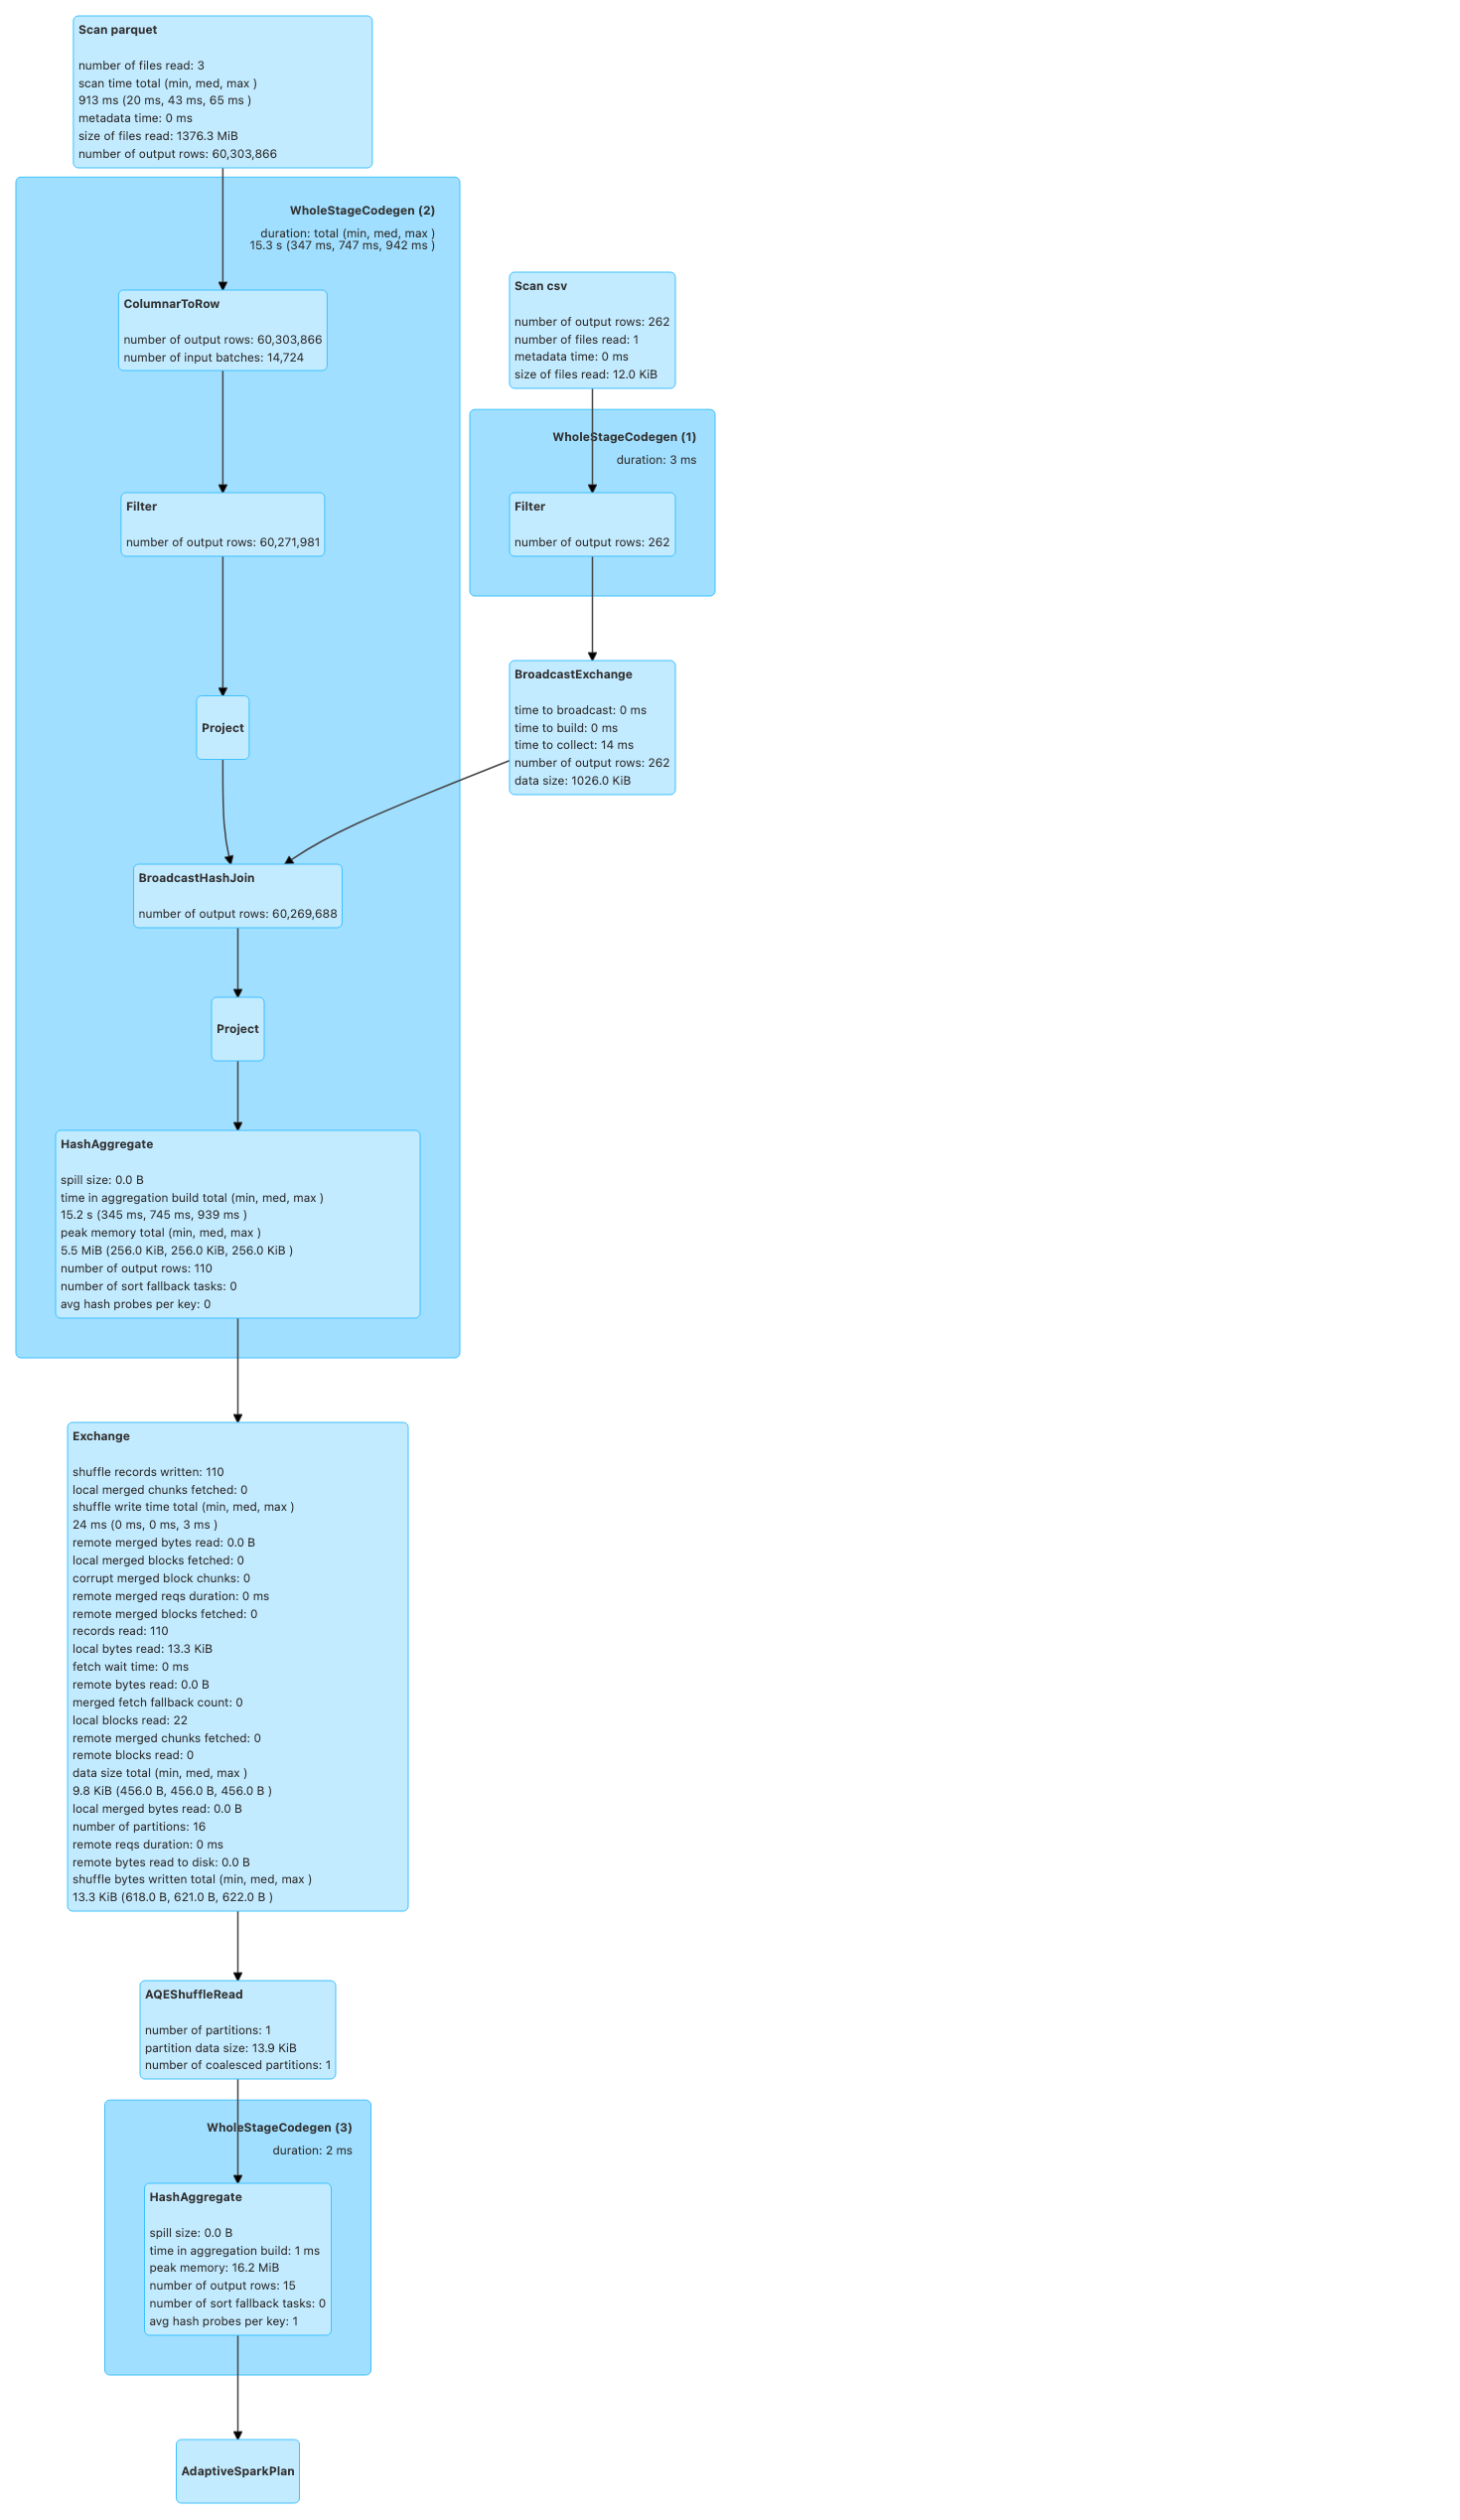 Scan parquet
number of files read: 3
scan time total (min, med, max )
913 ms (20 ms, 43 ms, 65 ms )
metadata time: 0 ms
size of files read: 1376.3 MiB
number of output rows: 60,303,866
WholeStageCodegen (2)
duration: total (min, med, max )
15.3 s (347 ms, 747 ms, 942 ms )
ColumnarToRow
number of output rows: 60,303,866
number of input batches: 14,724
Filter
number of output rows: 60,271,981
Project
Scan csv
number of output rows: 262
number of files read: 1
metadata time: 0 ms
size of files read: 12.0 KiB
WholeStageCodegen (1)
duration: 3 ms
Filter
number of output rows: 262
BroadcastExchange
time to broadcast: 0 ms
time to build: 0 ms
time to collect: 14 ms
number of output rows: 262
data size: 1026.0 KiB
BroadcastHashJoin
number of output rows: 60,269,688
Project
HashAggregate
spill size: 0.0 B
time in aggregation build total (min, med, max )
15.2 s (345 ms, 745 ms, 939 ms )
peak memory total (min, med, max )
5.5 MiB (256.0 KiB, 256.0 KiB, 256.0 KiB )
number of output rows: 110
number of sort fallback tasks: 0
avg hash probes per key: 0
Exchange
shuffle records written: 110
local merged chunks fetched: 0
shuffle write time total (min, med, max )
24 ms (0 ms, 0 ms, 3 ms )
remote merged bytes read: 0.0 B
local merged blocks fetched: 0
corrupt merged block chunks: 0
remote merged reqs duration: 0 ms
remote merged blocks fetched: 0
records read: 110
local bytes read: 13.3 KiB
fetch wait time: 0 ms
remote bytes read: 0.0 B
merged fetch fallback count: 0
local blocks read: 22
remote merged chunks fetched: 0
remote blocks read: 0
data size total (min, med, max )
9.8 KiB (456.0 B, 456.0 B, 456.0 B )
local merged bytes read: 0.0 B
number of partitions: 16
remote reqs duration: 0 ms
remote bytes read to disk: 0.0 B
shuffle bytes written total (min, med, max )
13.3 KiB (618.0 B, 621.0 B, 622.0 B )
AQEShuffleRead
number of partitions: 1
partition data size: 13.9 KiB
number of coalesced partitions: 1
WholeStageCodegen (3)
duration: 2 ms
HashAggregate
spill size: 0.0 B
time in aggregation build: 1 ms
peak memory: 16.2 MiB
number of output rows: 15
number of sort fallback tasks: 0
avg hash probes per key: 1
AdaptiveSparkPlan